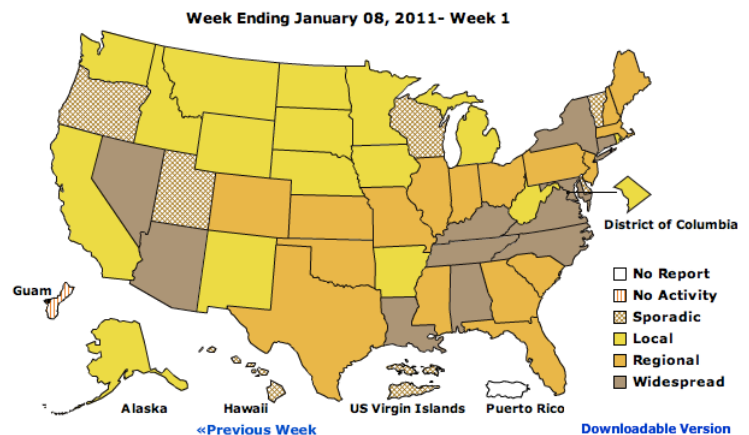 Week Ending January 08, 2011- Week 1
District of Columbia
No Report
Guam
No Activity
Sporadic
Local
Regional
Widespread
Alaska
Hawaii
US Virgin Islands
Puerto Rico
«Previous Week
Downloadable Version